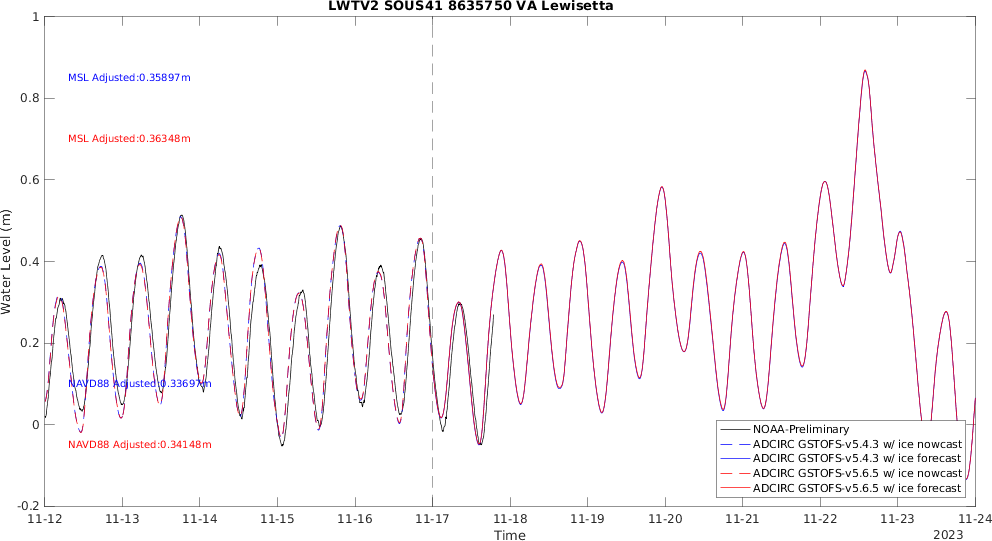 LWTV2 SOUS41 8635750 VA Lewisetta
1
MSL Adjusted:0.35897m
0.8
MSL Adjusted:0.36348m
0.6
Water Level (m)
0.4
0.2
NAVD88 Adjusted:0.33697m
0
NAVD88 Adjusted:0.34148m
NOAA-Preliminary
ADCIRC GSTOFS-v5.4.3 w/ ice nowcast
ADCIRC GSTOFS-v5.4.3 w/ ice forecast
ADCIRC GSTOFS-v5.6.5 w/ ice nowcast
ADCIRC GSTOFS-v5.6.5 w/ ice forecast
-0.2
11-12 11-13 11-14 11-15 11-16 11-17 11-18 11-19 11-20 11-21 11-22 11-23 11-24
Time
2023